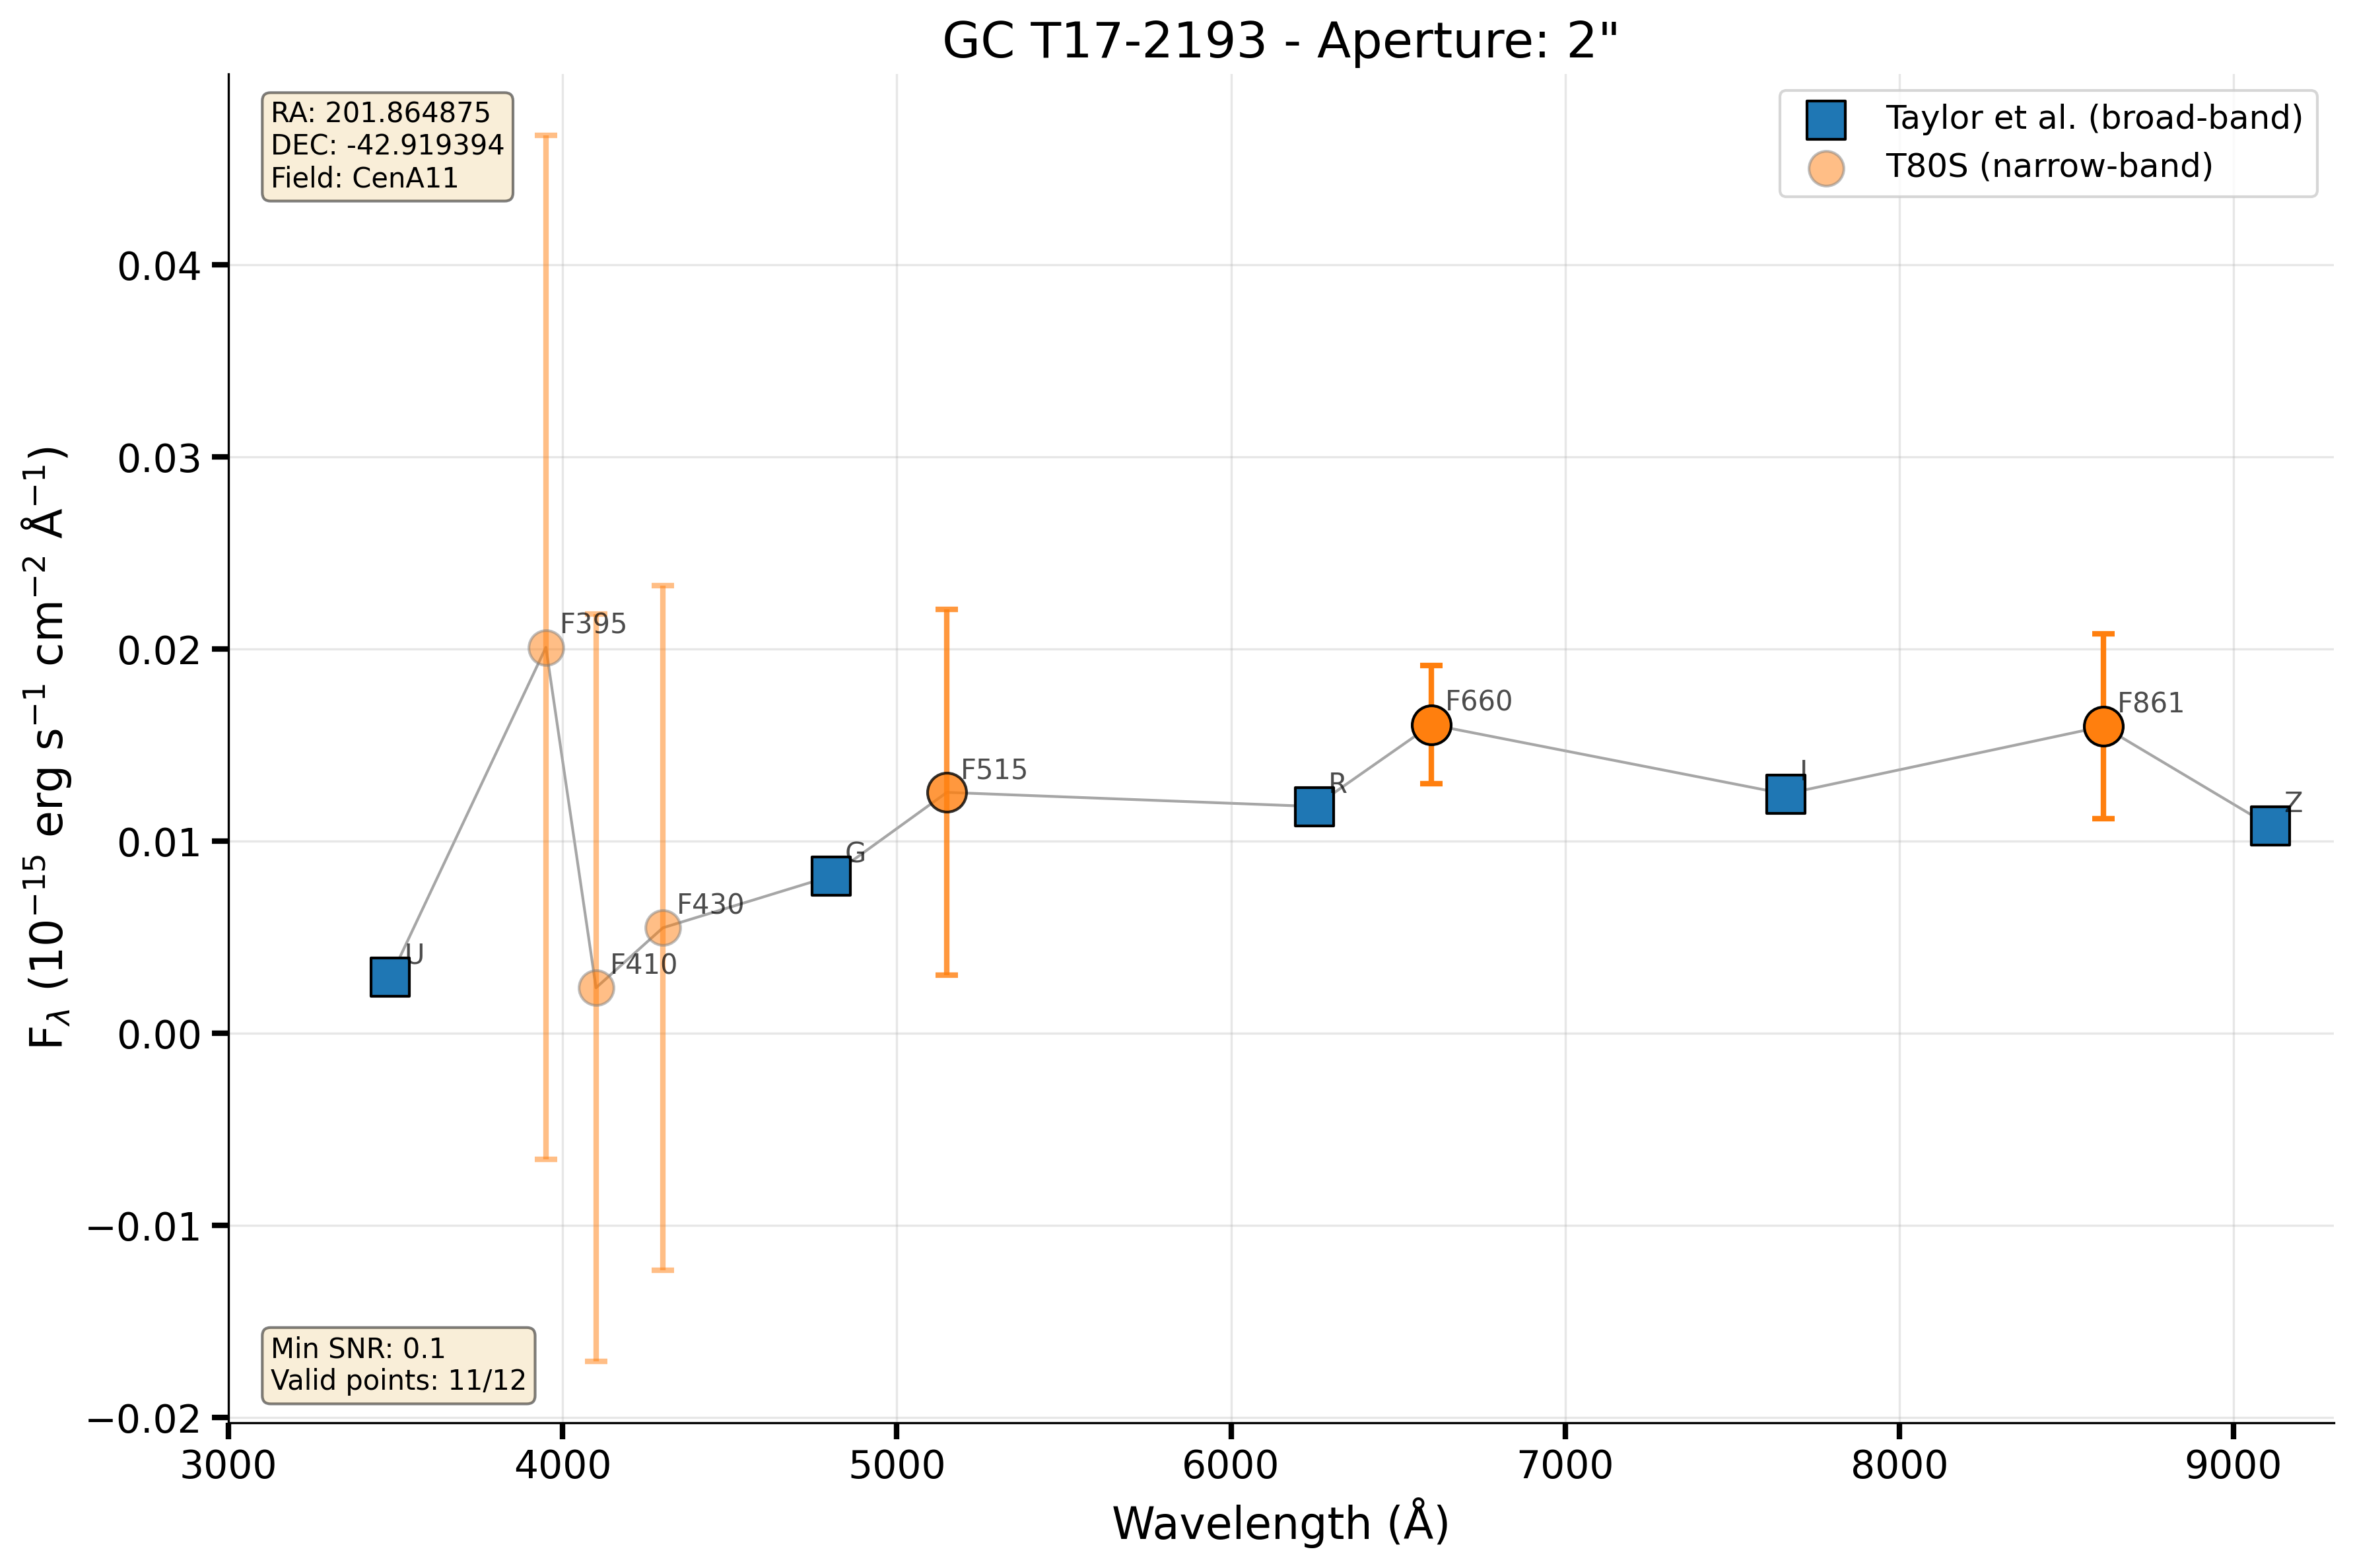 GC T17-2193 - Aperture: 2"
RA: 201.864875
DEC: -42.919394
Field: CenA11
Taylor et al. (broad-band)
T80S (narrow-band)
F$_{\lambda}$ (10$^{-15}$ erg s$^{-1}$ cm$^{-2}$ Å$^{-1}$)
0.04
0.03
0.02
0.01
0.00
−0.01
−0.02
U
F395
F410
F430
G
F515
R
F660
I
F861
Z
Min SNR: 0.1
Valid points: 11/12
3000 4000 5000 6000 7000 8000 9000
Wavelength (Å)